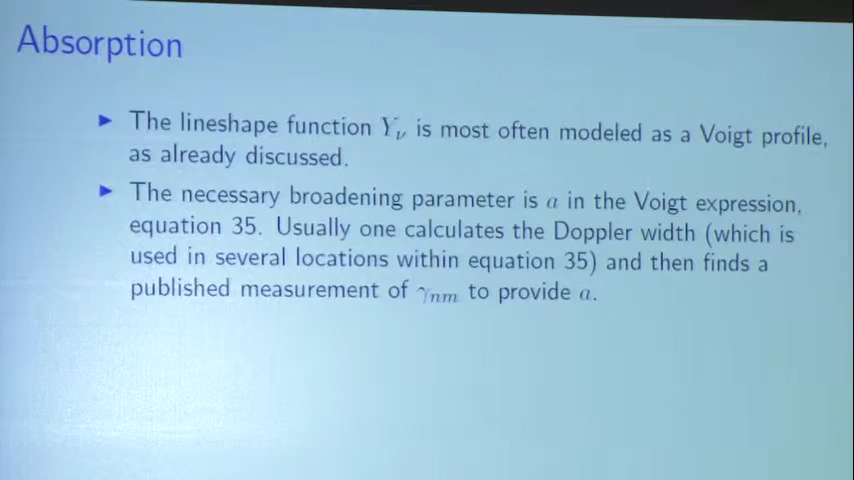 Absorption
▶ The lineshape function Yν is most often modeled as a Voigt profile,
as already discussed.
▶ The necessary broadening parameter is a in the Voigt expression,
equation 35. Usually one calculates the Doppler width (which is
used in several locations within equation 35) and then finds a
published measurement of γnm to provide a.